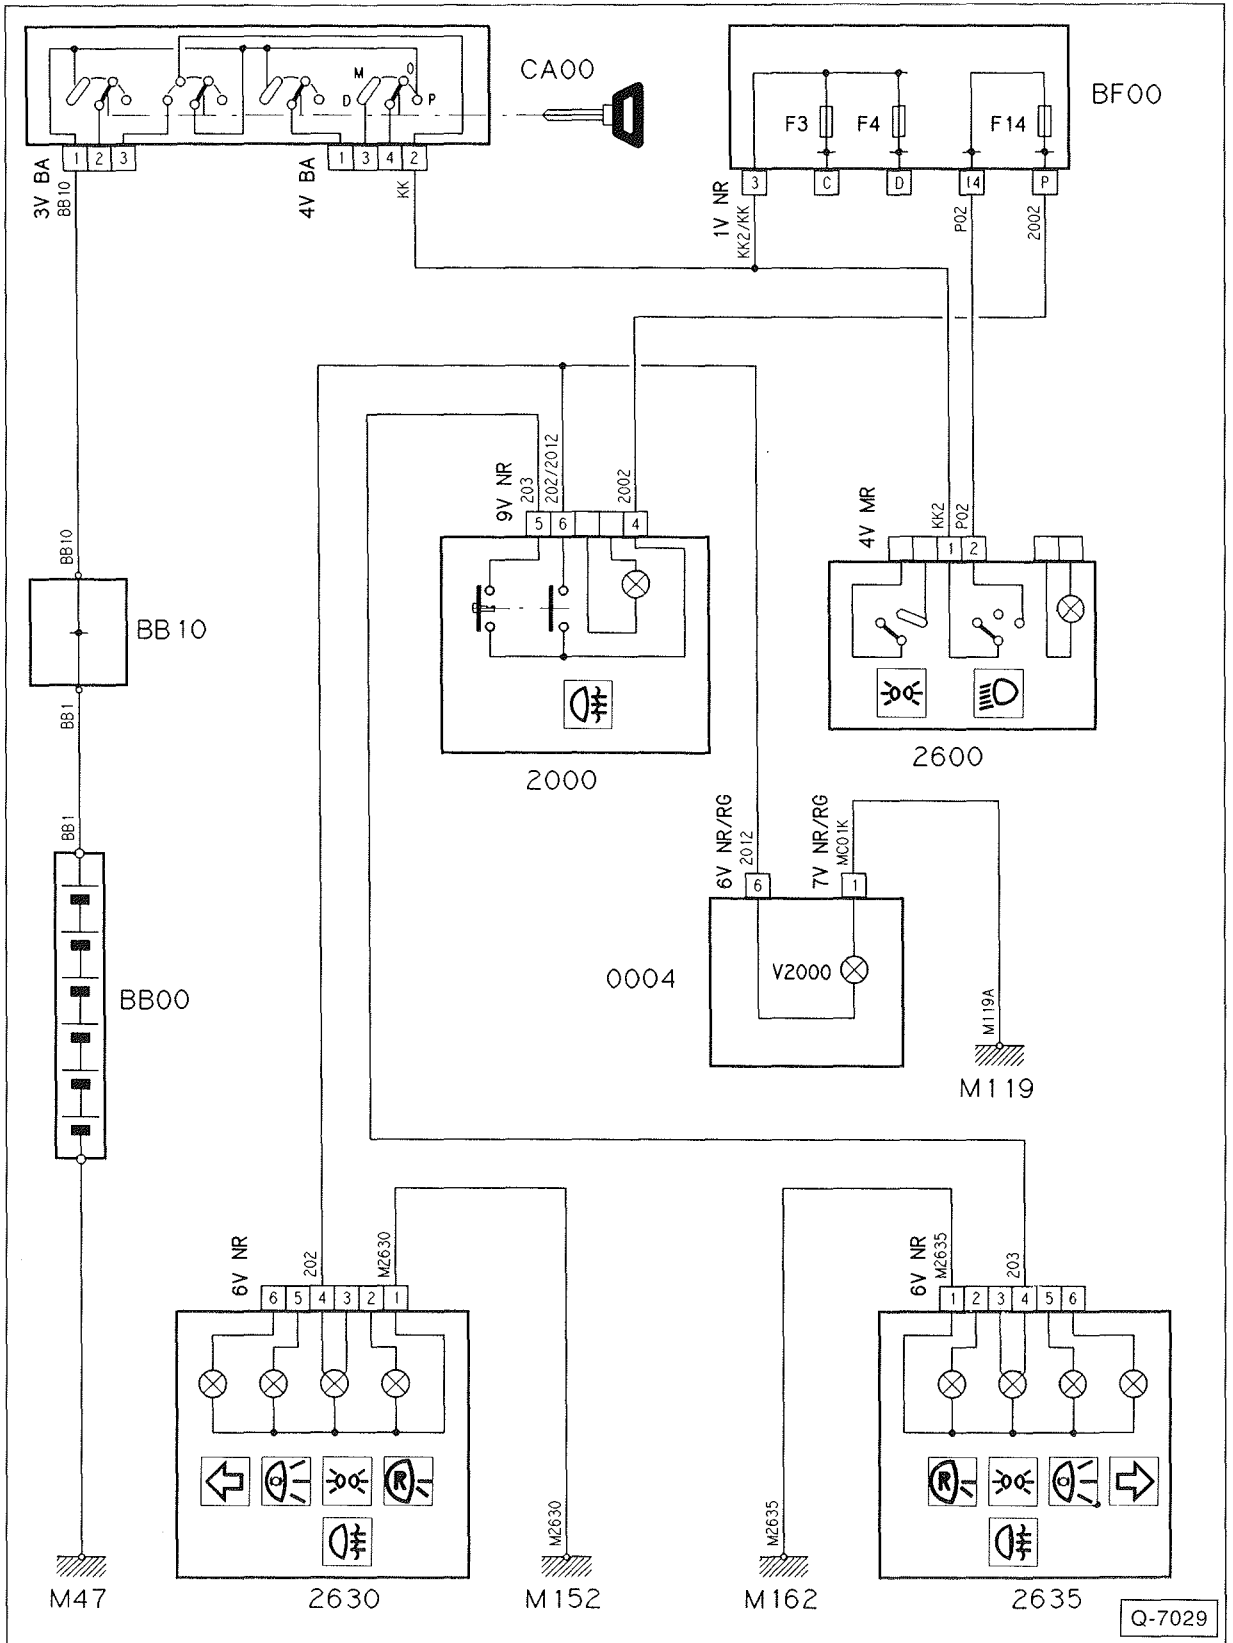 CA00
M O
D P
1 2 3
3V BA
BB10
1 3 4 2
4V BA
KK
BF00
F3 F4 F14
3 C D 14 P
1V NR
KK2/KK
P02
2002
9V NR
203
202/2012
2002
5 6 4
2000
4V MR
KK2
P02
1 2
2600
BB10
BB10
BB1
BB1
BB00
6V NR/RG
2012
6
7V NR/RG
MC01K
1
0004
V2000
M119A
M119
6V NR
202
M2630
6 5 4 3 2 1
R
M2630
6V NR
M2635
203
1 2 3 4 5 6
R
M2635
M47
2630
M152
M162
2635
Q-7029